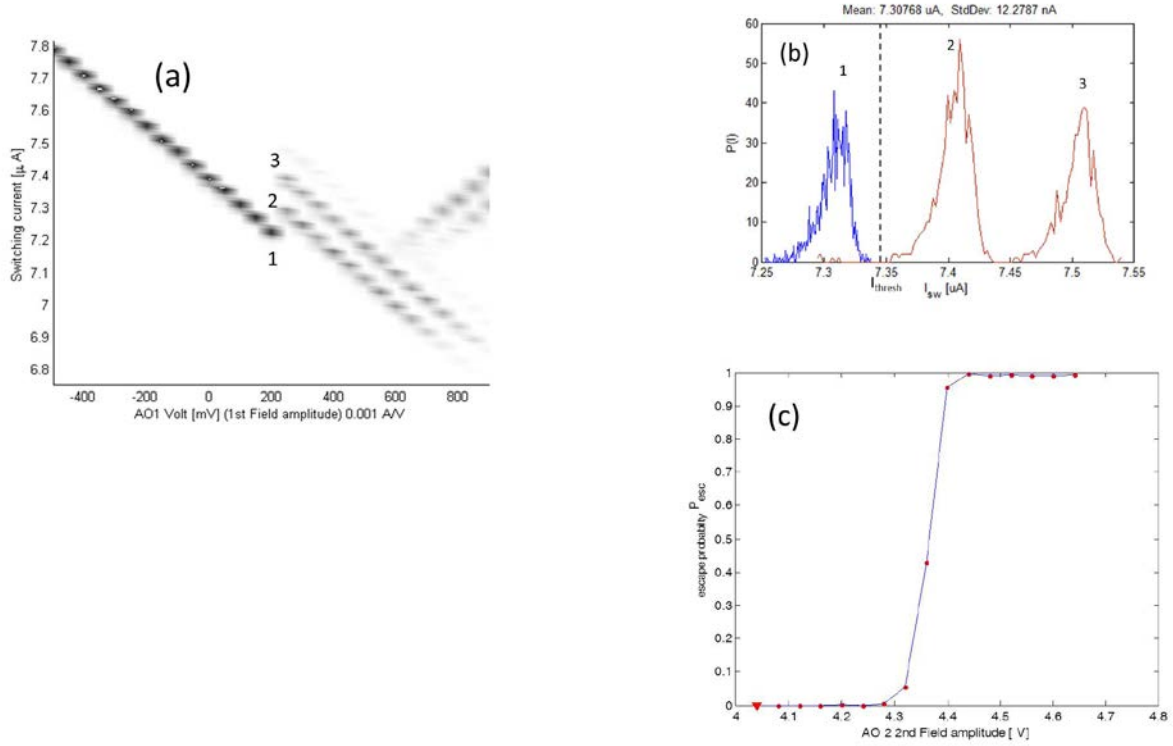 (a)
Switching current [μ A]
7.8
7.7
7.6
7.5
7.4
7.3
7.2
7.1
7
6.9
6.8
3
2
1
-400 -200 0 200 400 600 800
AO1 Volt [mV] (1st Field amplitude) 0.001 A/V
Mean: 7.30768 uA, StdDev: 12.2787 nA
(b)
P(I)
60
50
40
30
20
10
0
1
2
3
7.25 7.3 7.35 7.4 7.45 7.5 7.55
Ithresh Isw [uA]
(c)
escape probability Pesc
1
0.9
0.8
0.7
0.6
0.5
0.4
0.3
0.2
0.1
0
4 4.1 4.2 4.3 4.4 4.5 4.6 4.7 4.8
AO 2 2nd Field amplitude [ V]